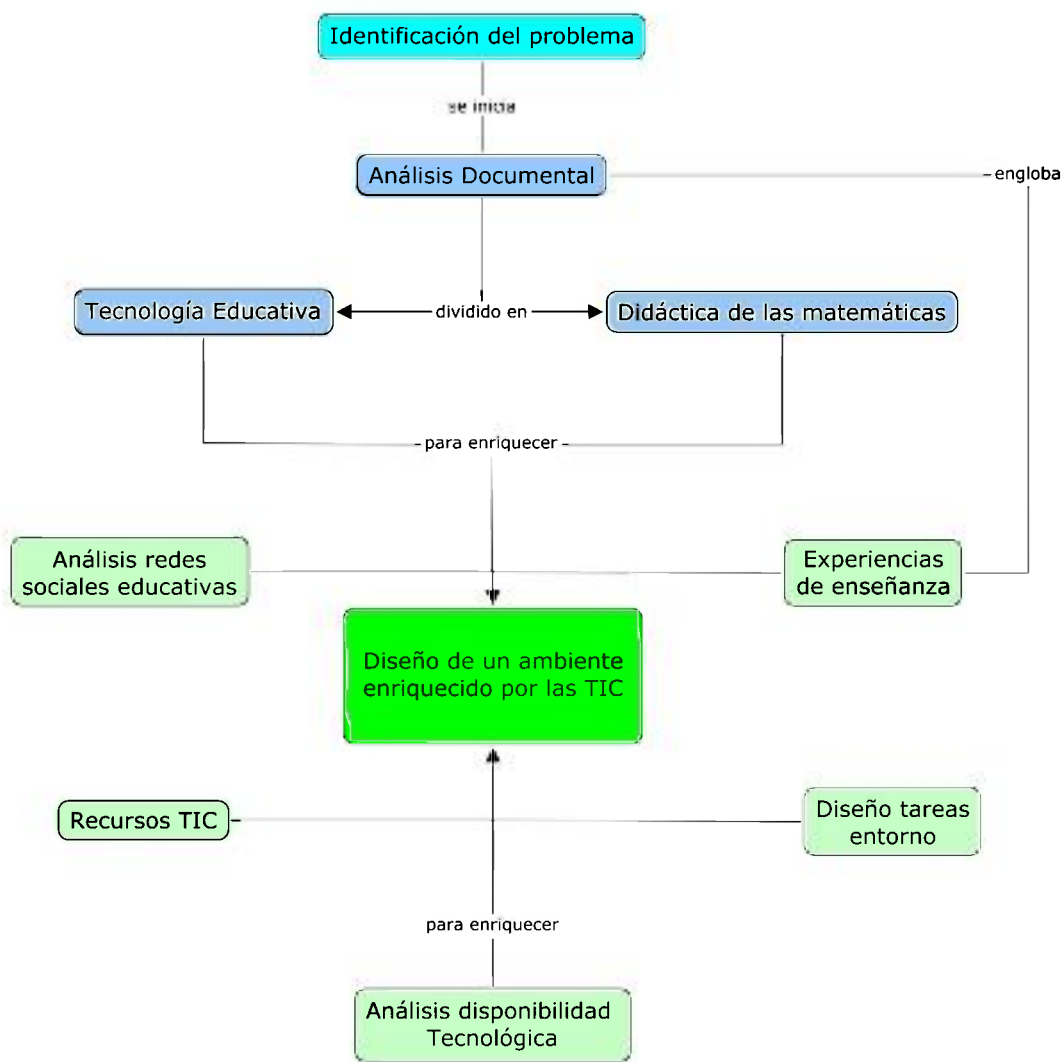 Identificación del problema
se inicia
Análisis Documental
engloba
Tecnología Educativa
dividido en
Didáctica de las matemáticas
para enriquecer
Análisis redes
sociales educativas
Experiencias
de enseñanza
Diseño de un ambiente
enriquecido por las TIC
Recursos TIC
Diseño tareas
entorno
para enriquecer
Análisis disponibilidad
Tecnológica